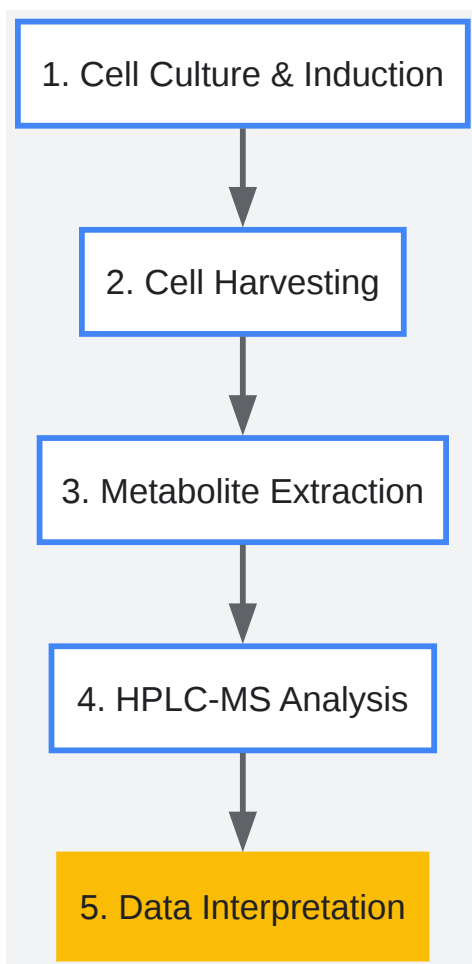 1. Cell Culture & Induction
2. Cell Harvesting
3. Metabolite Extraction
4. HPLC-MS Analysis
5. Data Interpretation